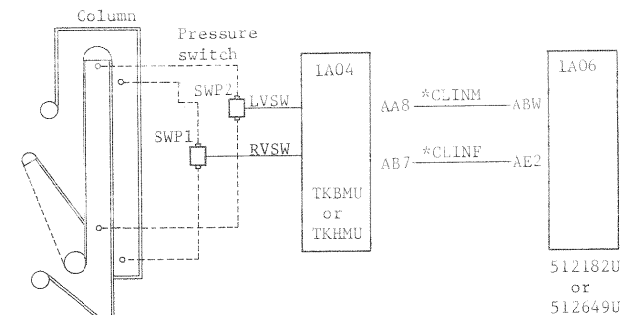 Column
Pressure
switch
SWP2
LVSW
SWP1
RVSW
1A04
AA8
*CLINM
ABW
AB7
*CLINF
AE2
TKBMU
or
TKHMU
1A06
512182U
or
512649U